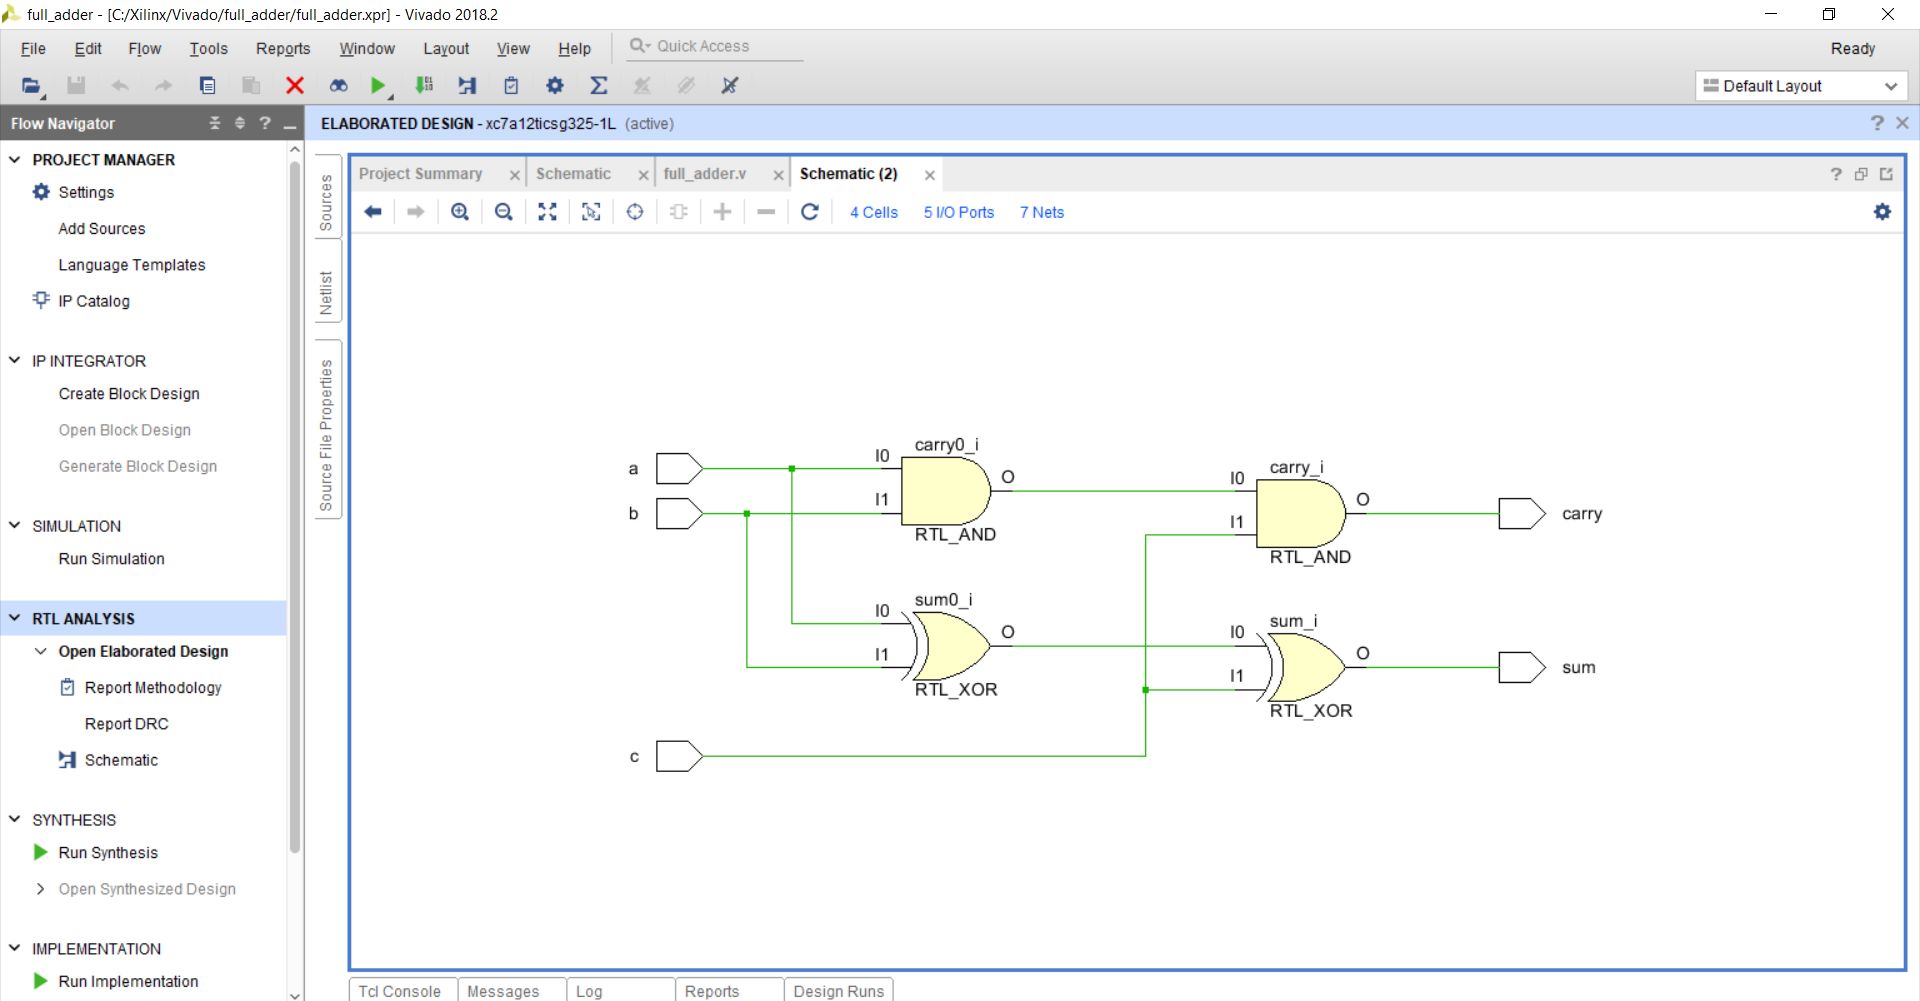 full_adder - [C:/Xilinx/Vivado/full_adder/full_adder.xpr] - Vivado 2018.2
File Edit Flow Tools Reports Window Layout View Help Quick Access Ready
Default Layout
Flow Navigator
ELABORATED DESIGN - xc7a12ticsg325-1L (active)
PROJECT MANAGER
Settings
Add Sources
Language Templates
IP Catalog
IP INTEGRATOR
Create Block Design
Open Block Design
Generate Block Design
SIMULATION
Run Simulation
RTL ANALYSIS
Open Elaborated Design
Report Methodology
Report DRC
Schematic
SYNTHESIS
Run Synthesis
Open Synthesized Design
IMPLEMENTATION
Run Implementation
Sources
Netlist
Source File Properties
Project Summary Schematic full_adder.v Schematic (2)
4 Cells 5 I/O Ports 7 Nets
a
b
c
carry0_i
I0
I1
O
RTL_AND
sum0_i
I0
I1
O
RTL_XOR
carry_i
I0
I1
O
RTL_AND
carry
sum_i
I0
I1
O
RTL_XOR
sum
Tcl Console Messages Log Reports Design Runs